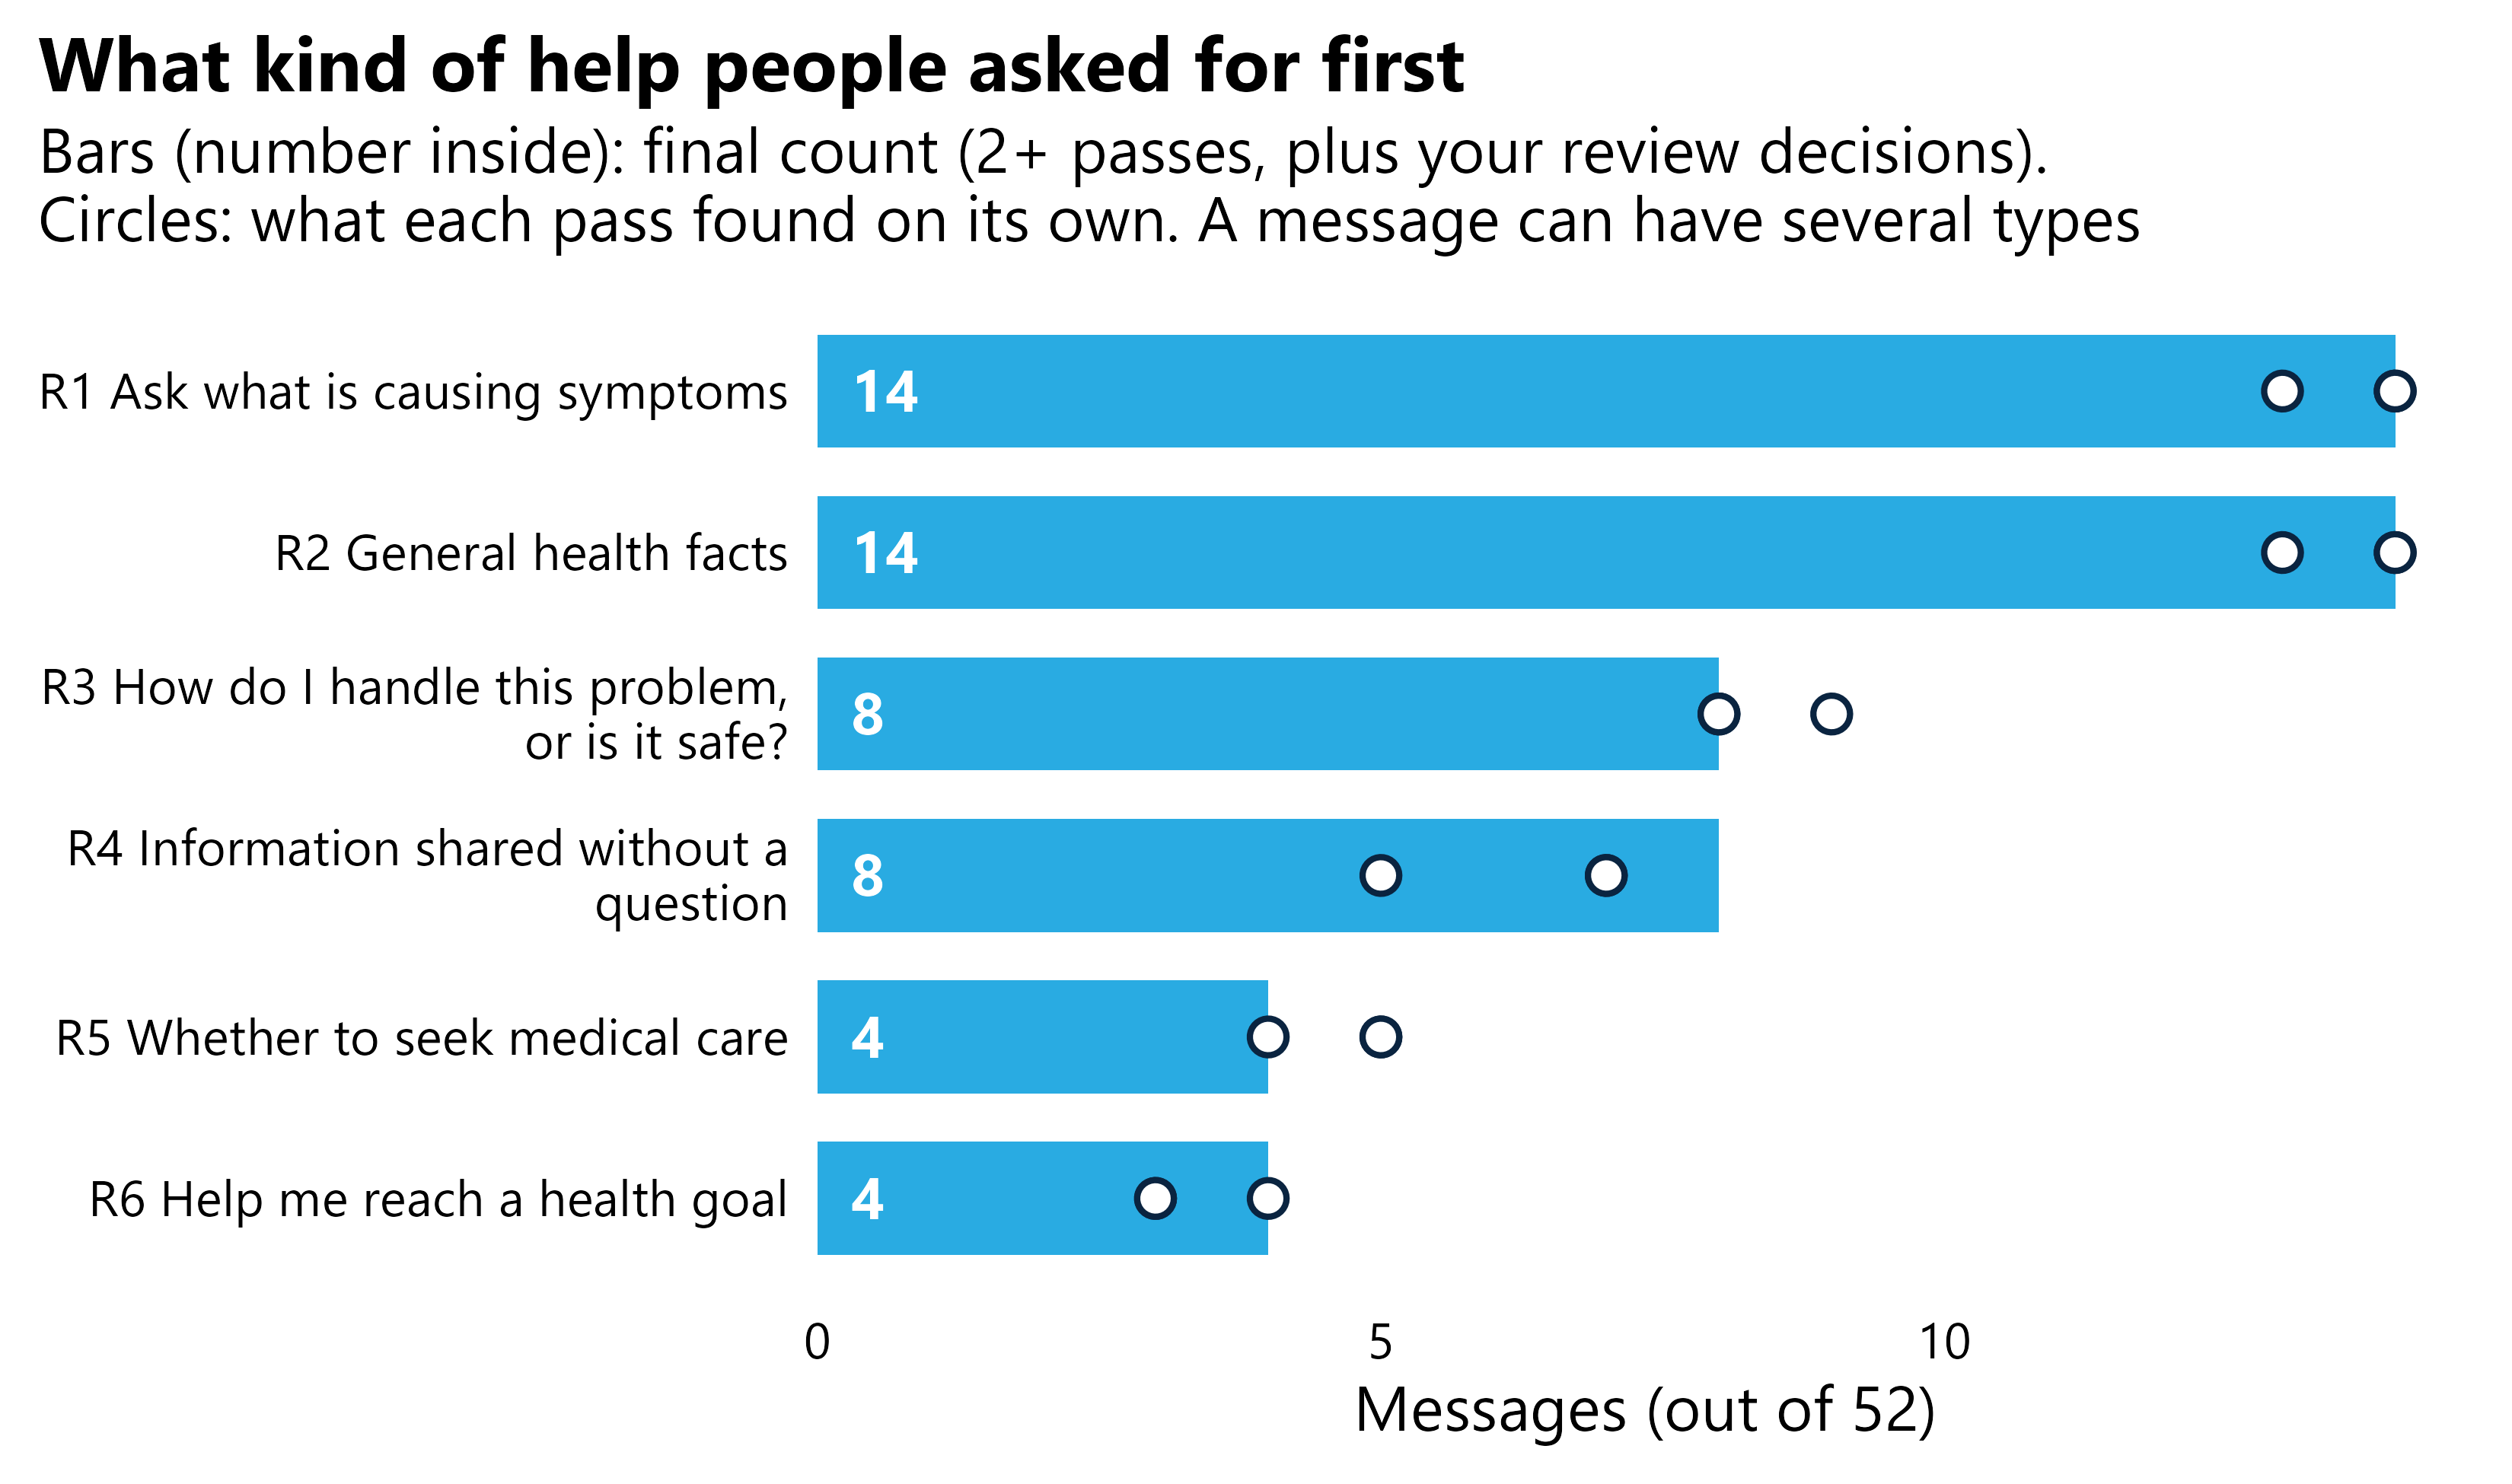 What kind of help people asked for first
Bars (number inside): final count (2+ passes, plus your review decisions).
Circles: what each pass found on its own. A message can have several types
R1 Ask what is causing symptoms
14
R2 General health facts
14
R3 How do I handle this problem,
or is it safe?
8
R4 Information shared without a
question
8
R5 Whether to seek medical care
4
R6 Help me reach a health goal
4
0
5
10
Messages (out of 52)